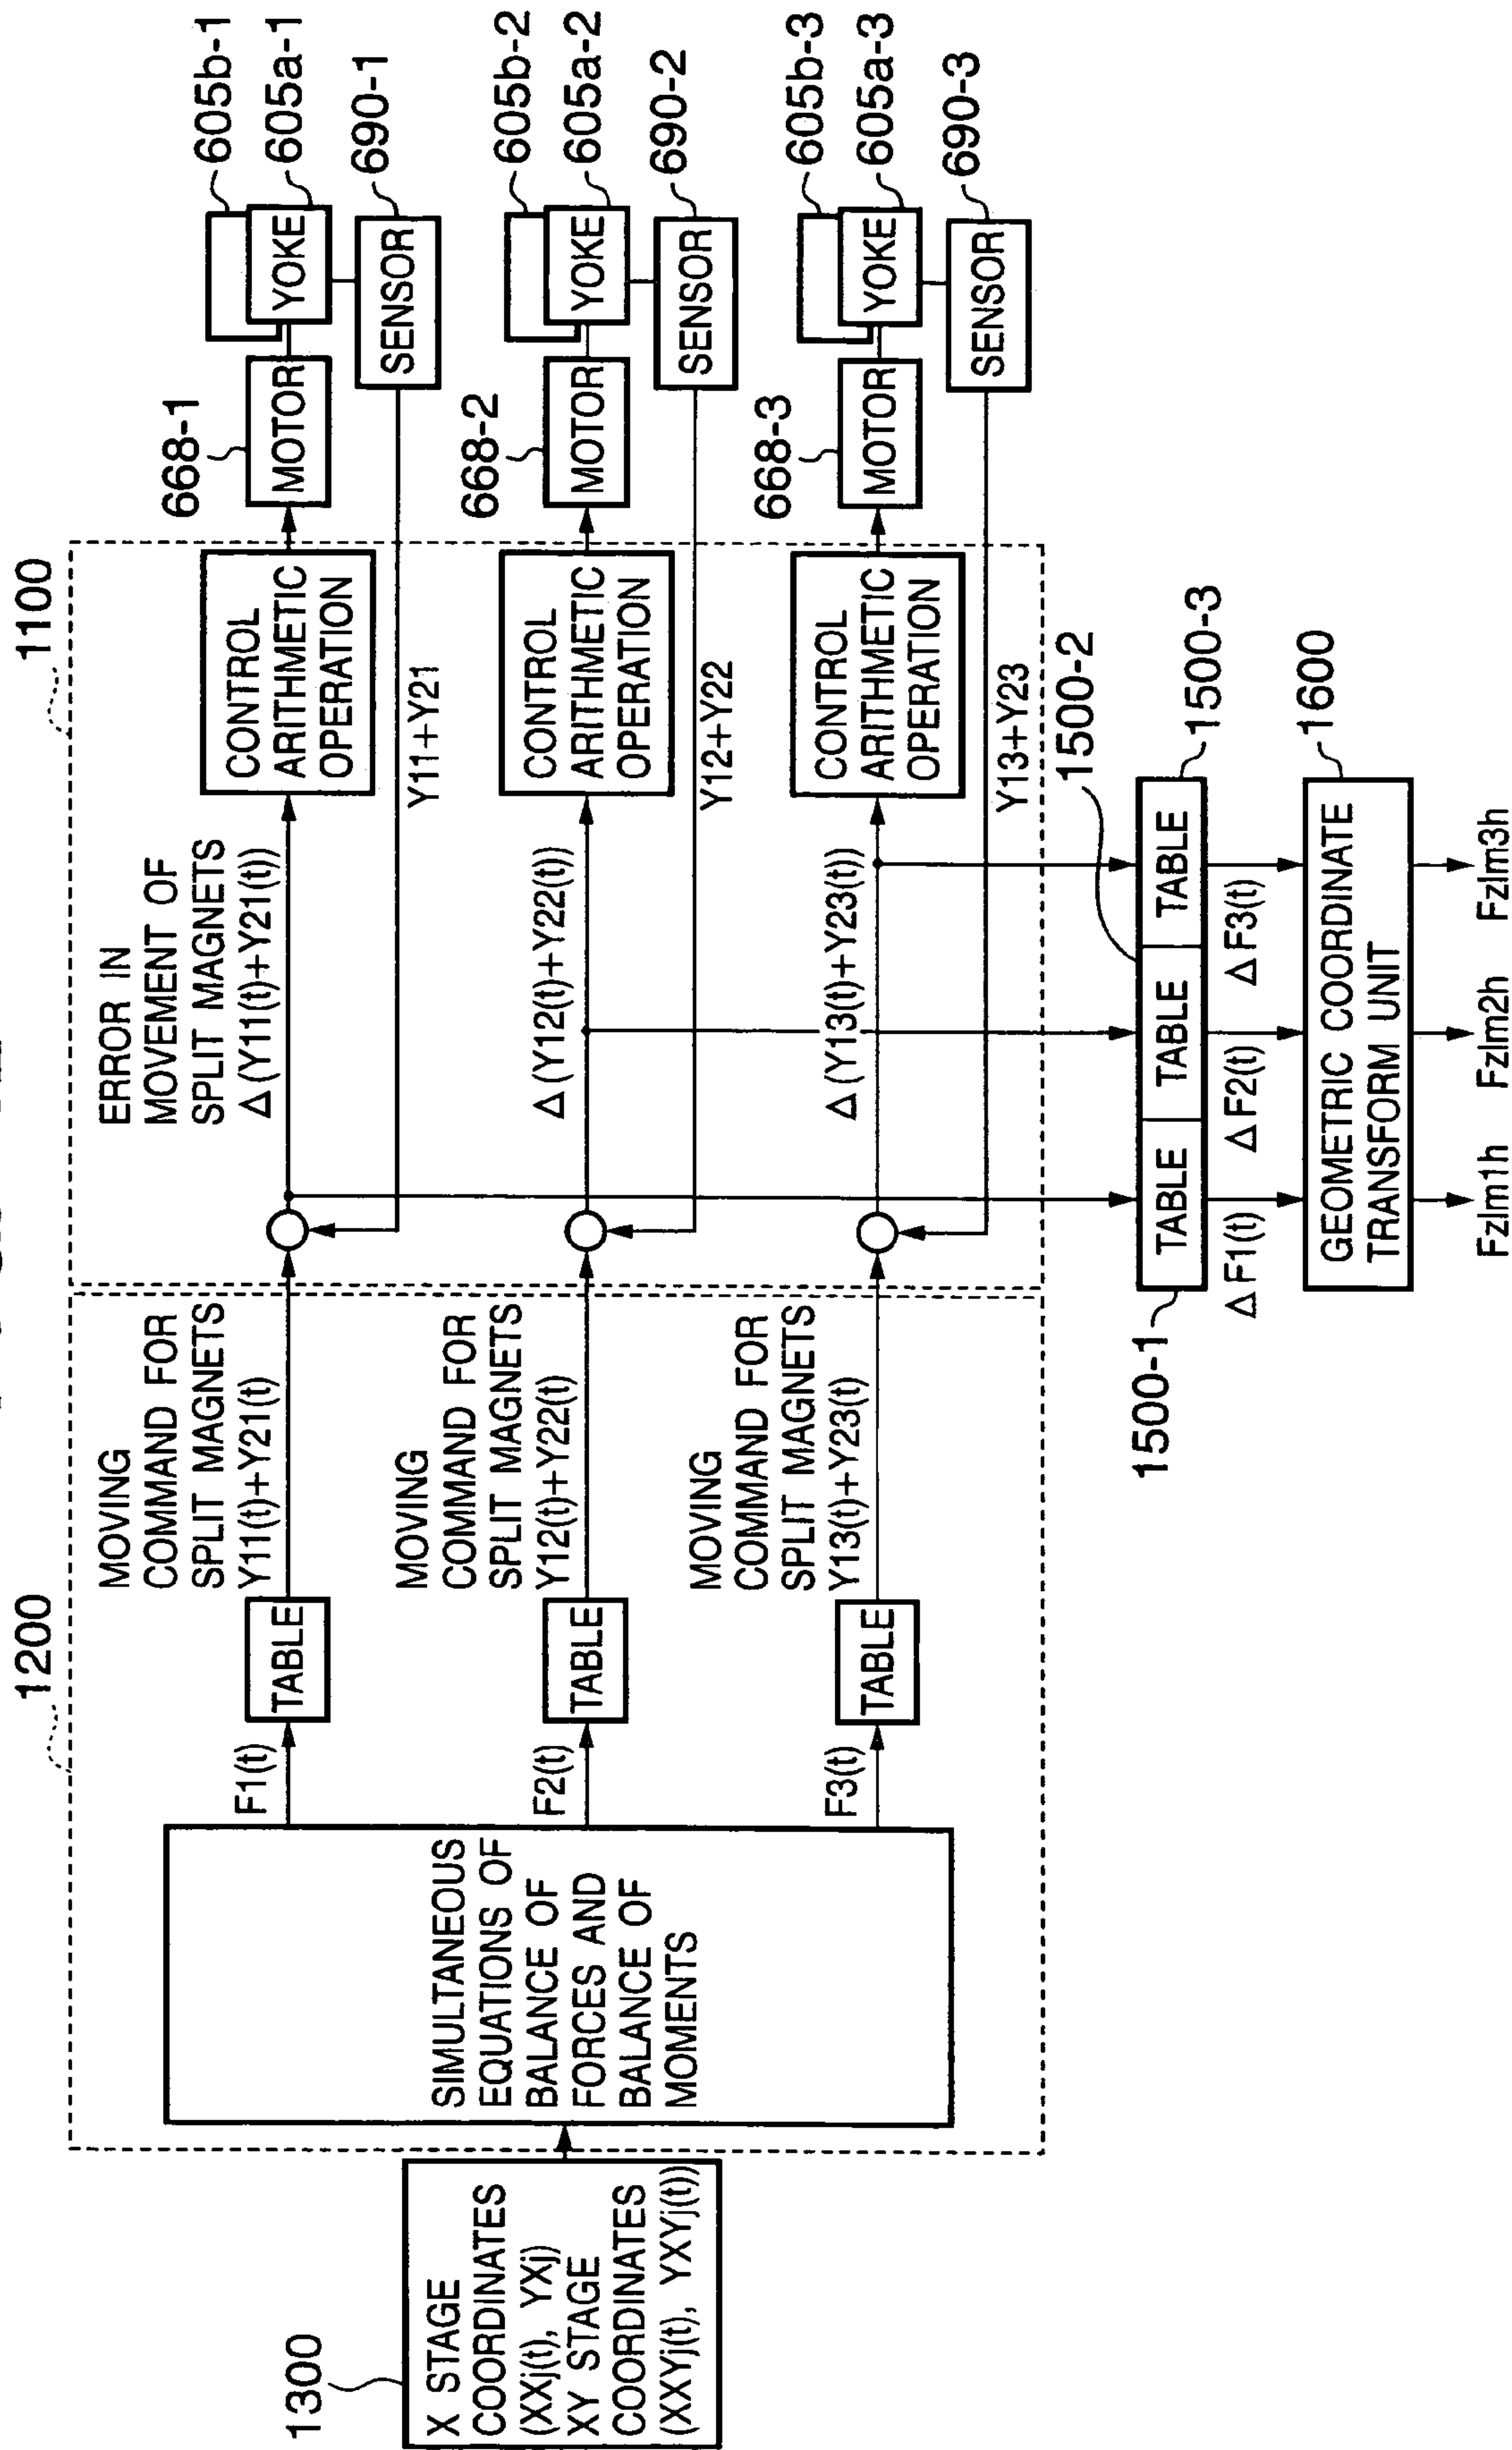 1300
X STAGE
COORDINATES
(XXj(t), YXj)
XY STAGE
COORDINATES
(XXYj(t), YXYj(t))
1200
SIMULTANEOUS
EQUATIONS OF
BALANCE OF
FORCES AND
BALANCE OF
MOMENTS
F1(t)
TABLE
MOVING
COMMAND FOR
SPLIT MAGNETS
Y11(t)+Y21(t)
F2(t)
TABLE
MOVING
COMMAND FOR
SPLIT MAGNETS
Y12(t)+Y22(t)
F3(t)
TABLE
MOVING
COMMAND FOR
SPLIT MAGNETS
Y13(t)+Y23(t)
1100
ERROR IN
MOVEMENT OF
SPLIT MAGNETS
Δ(Y11(t)+Y21(t))
CONTROL
ARITHMETIC
OPERATION
Y11+Y21
Δ(Y12(t)+Y22(t))
CONTROL
ARITHMETIC
OPERATION
Y12+Y22
Δ(Y13(t)+Y23(t))
CONTROL
ARITHMETIC
OPERATION
Y13+Y23
668-1
MOTOR
YOKE
SENSOR
605b-1
605a-1
690-1
668-2
MOTOR
YOKE
SENSOR
605b-2
605a-2
690-2
668-3
MOTOR
YOKE
SENSOR
605b-3
605a-3
690-3
1500-1
1500-2
1500-3
TABLE TABLE TABLE
ΔF1(t) ΔF2(t) ΔF3(t)
1600
GEOMETRIC COORDINATE
TRANSFORM UNIT
Fzlm1h Fzlm2h Fzlm3h